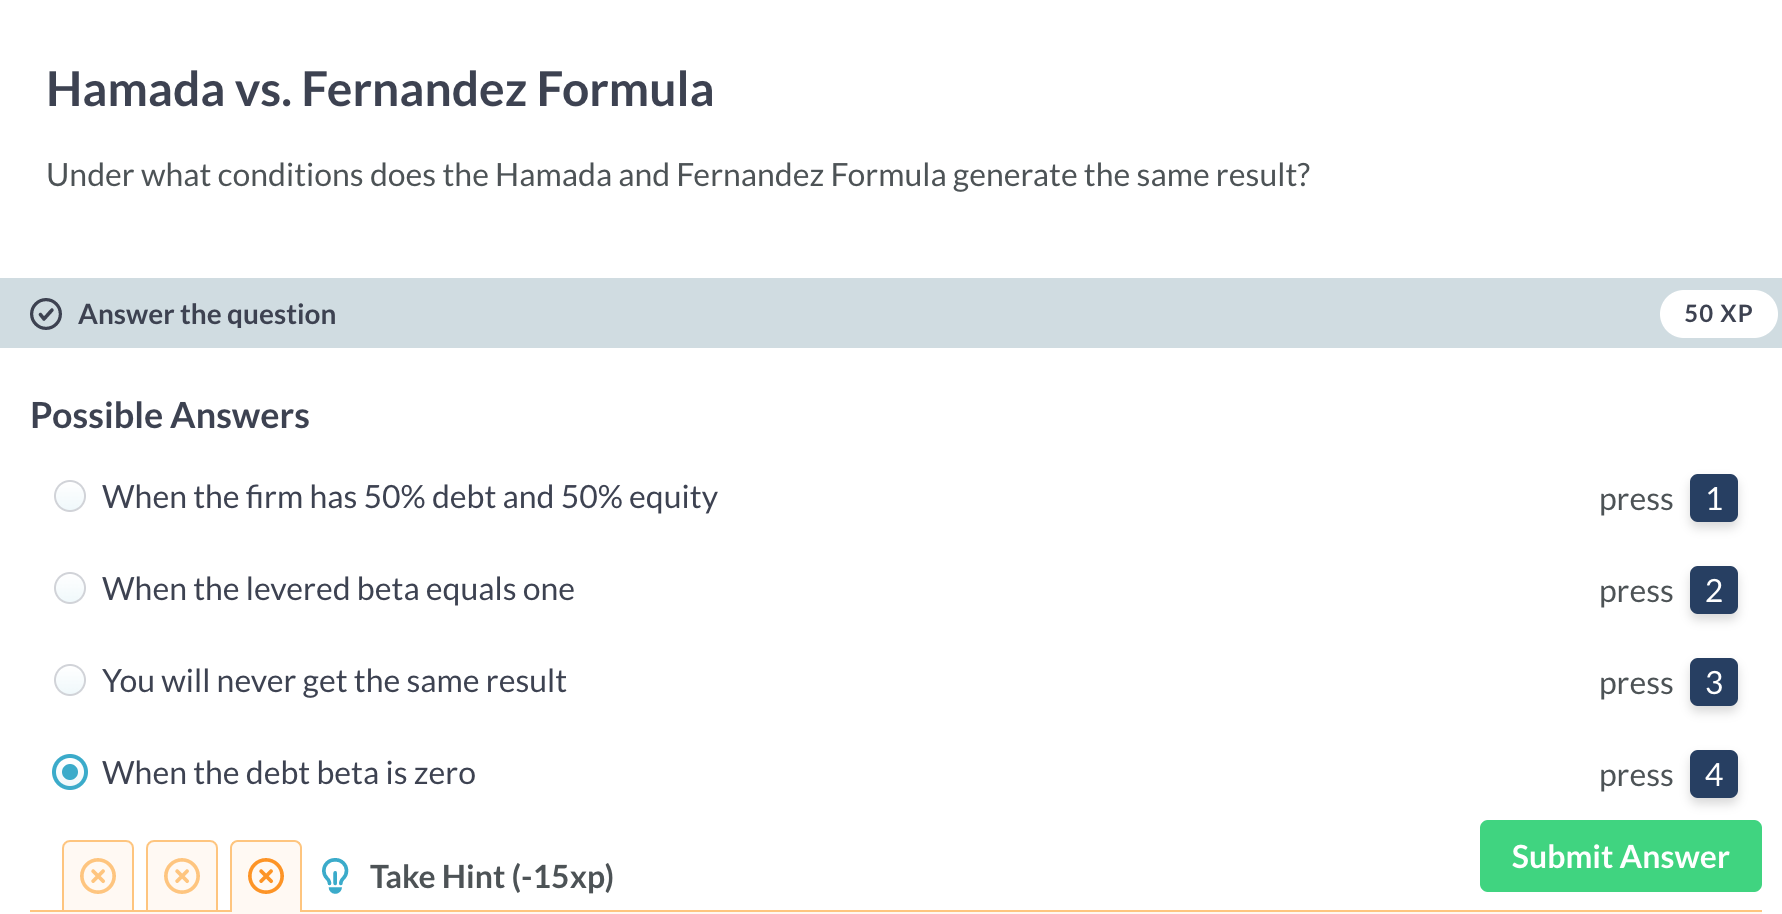 Hamada vs. Fernandez Formula
Under what conditions does the Hamada and Fernandez Formula generate the same result?
Answer the question
50 XP
Possible Answers
When the firm has 50% debt and 50% equity
press 1
When the levered beta equals one
press 2
You will never get the same result
press 3
When the debt beta is zero
press 4
Take Hint (-15xp)
Submit Answer